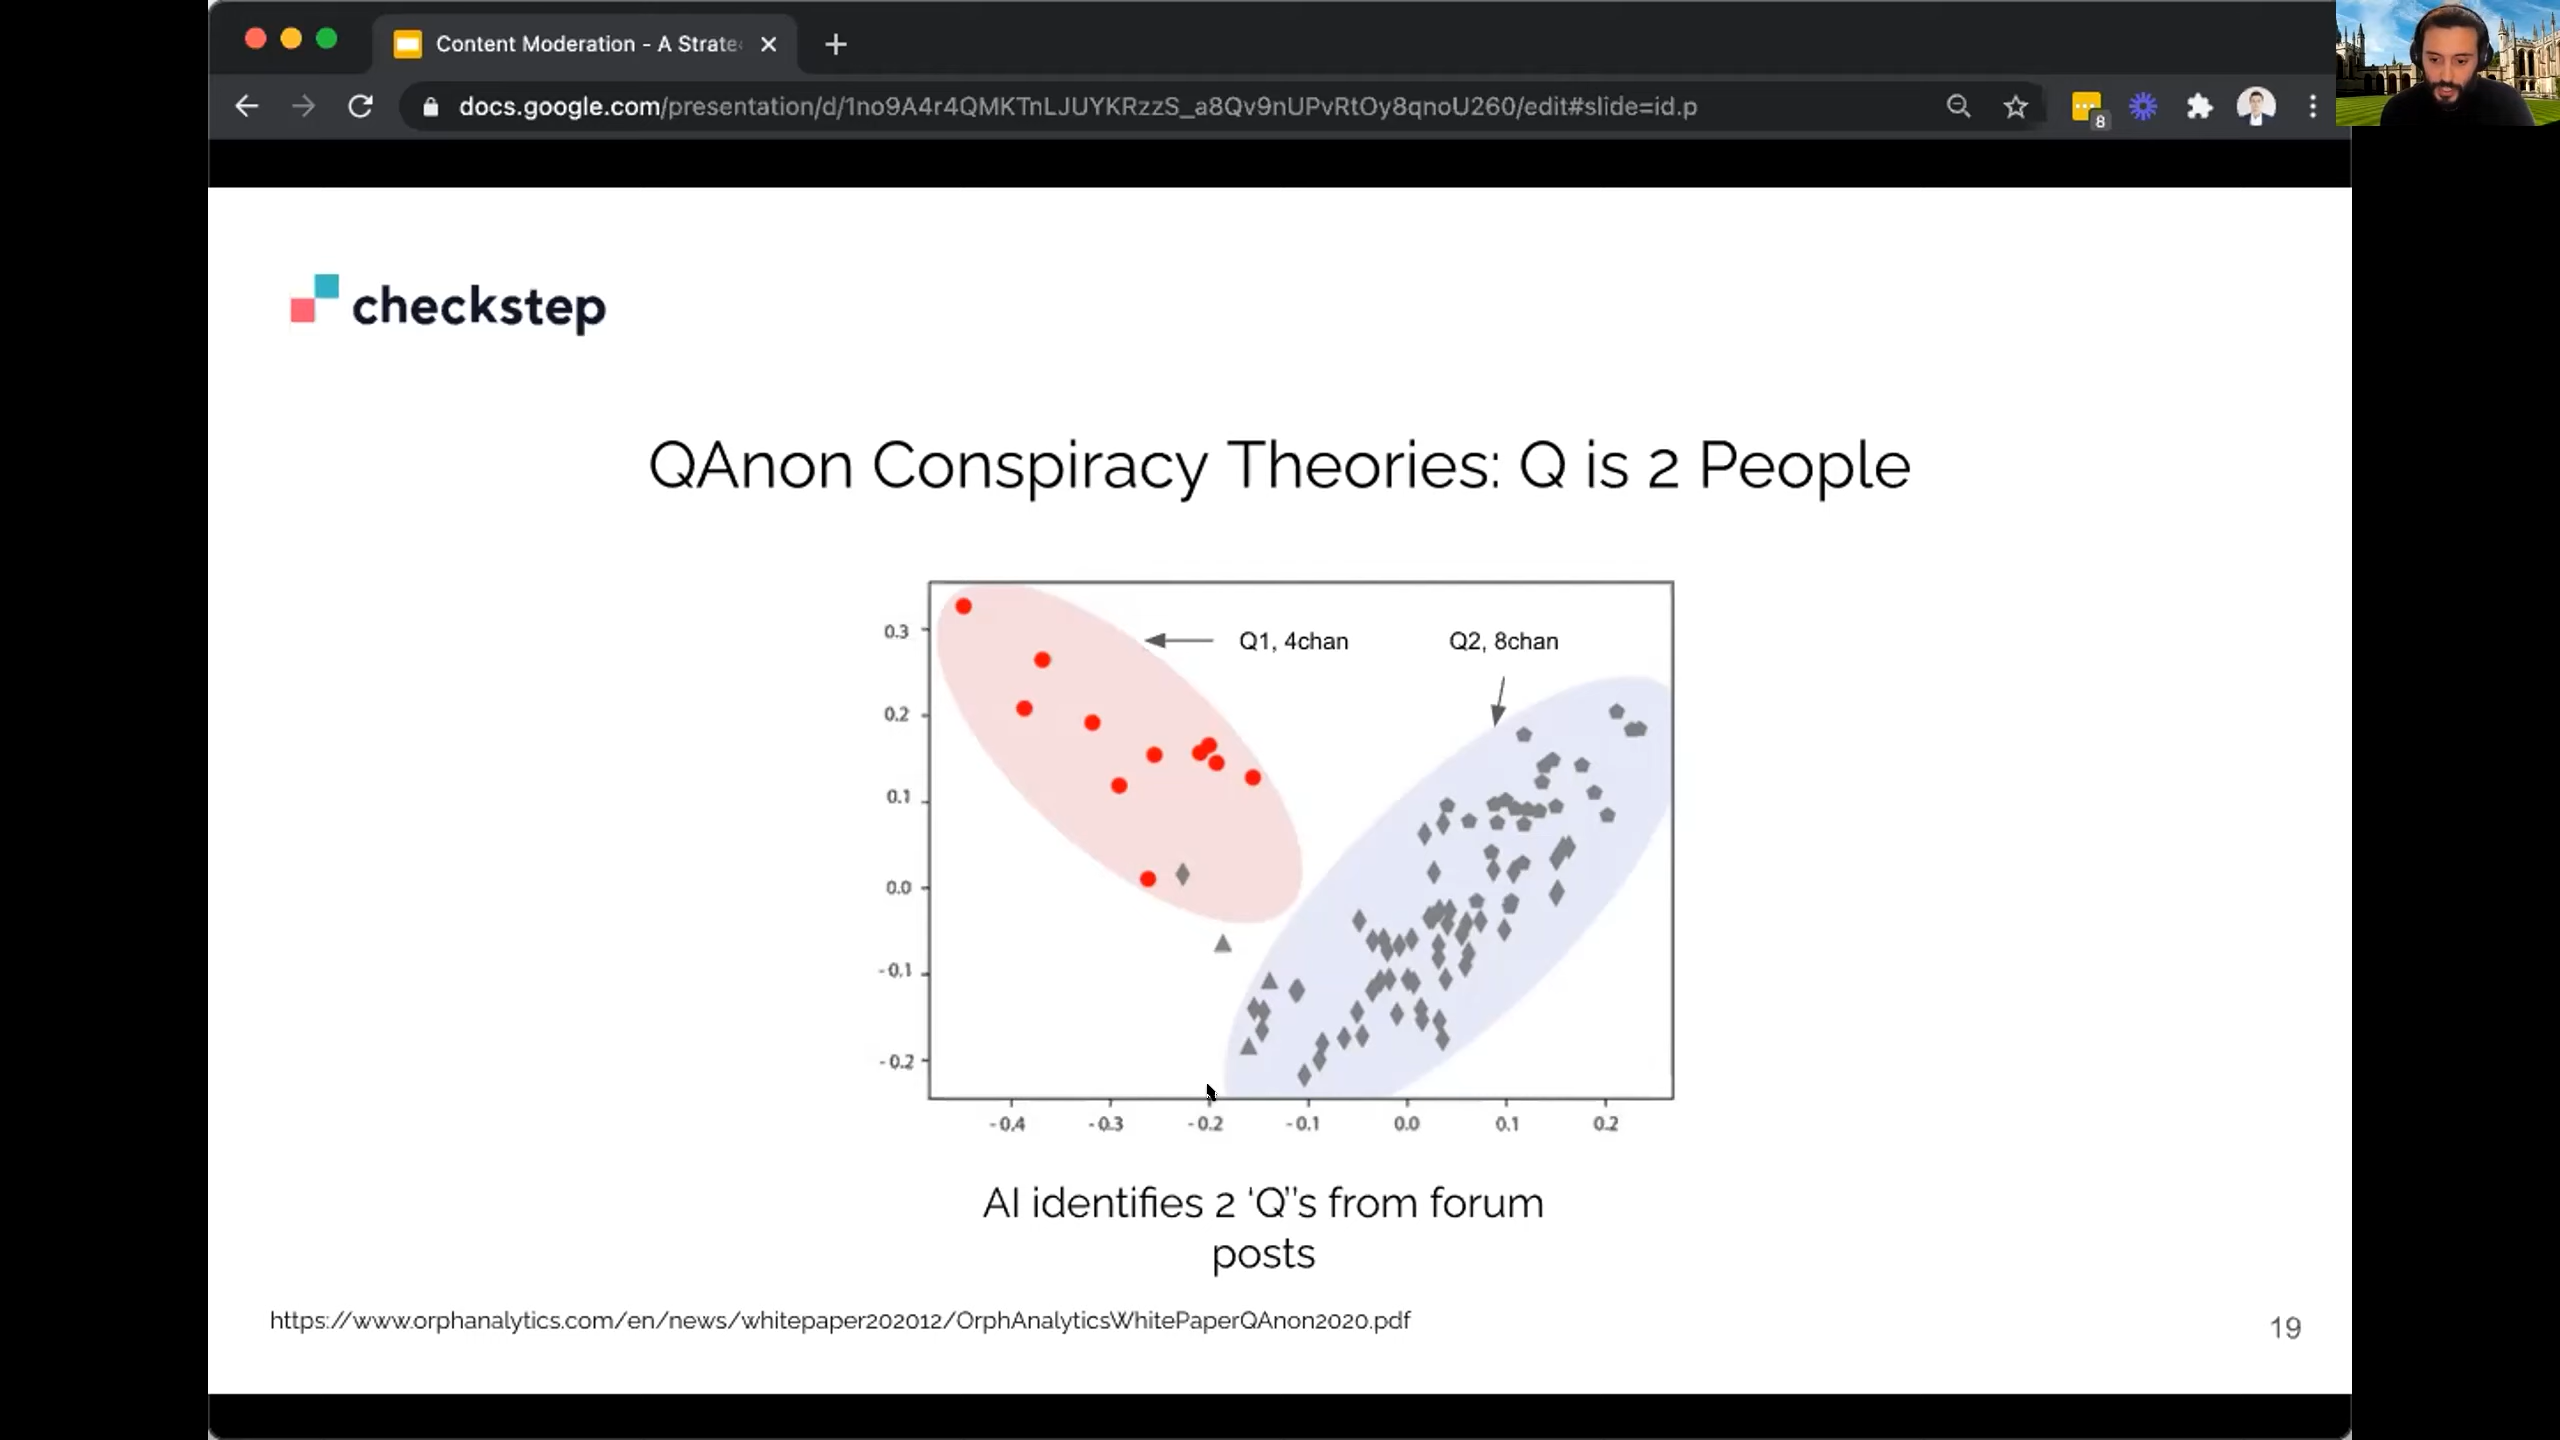 Content Moderation - A Strate
docs.google.com/presentation/d/1no9A4r4QMKTnLJUYKRzzS_a8Qv9nUPvRtOy8qnoU260/edit#slide=id.p
8
checkstep
QAnon Conspiracy Theories: Q is 2 People
Q1, 4chan
Q2, 8chan
0.3
0.2
0.1
0.0
-0.1
-0.2
-0.4 -0.3 -0.2 -0.1 0.0 0.1 0.2
AI identifies 2 ‘Q’'s from forum
posts
https://www.orphanalytics.com/en/news/whitepaper202012/OrphAnalyticsWhitePaperQAnon2020.pdf
19